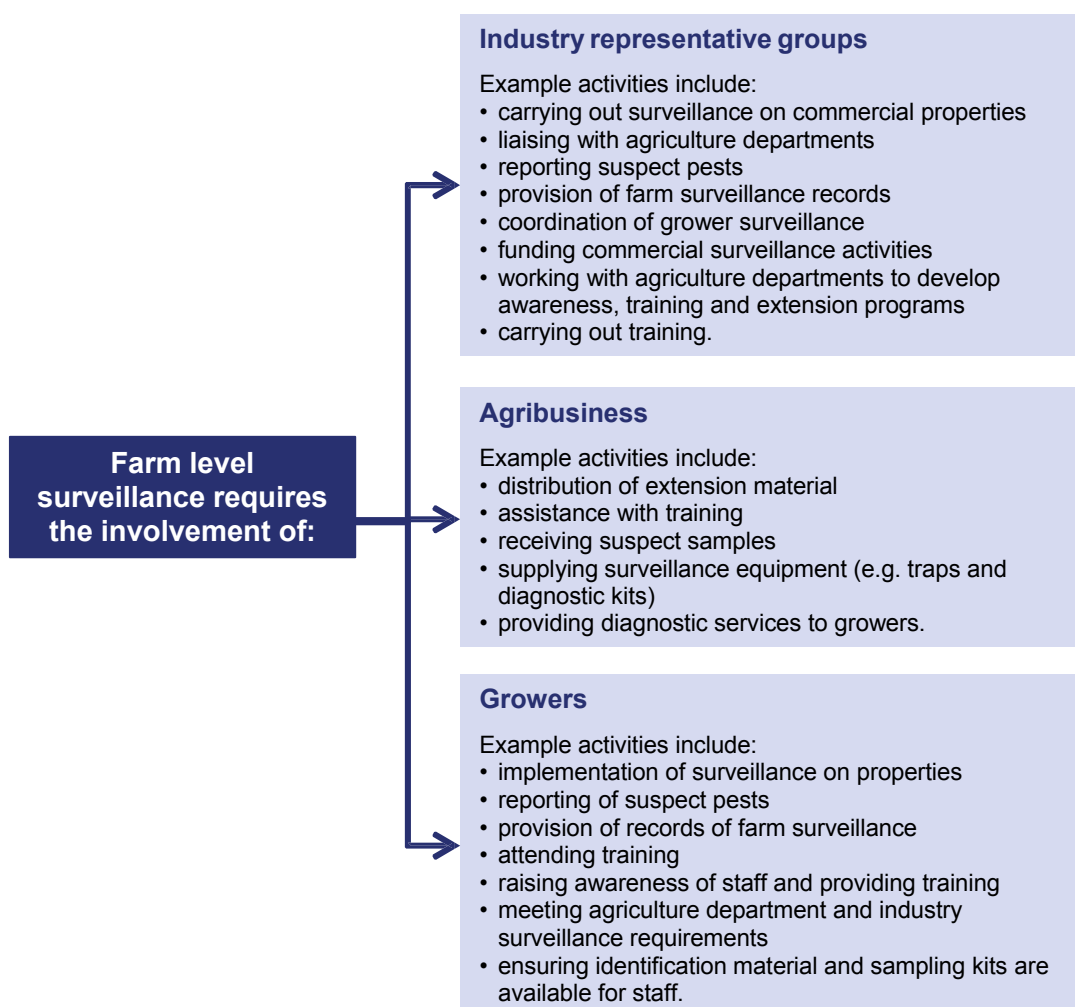 Industry representative groups
Example activities include:
• carrying out surveillance on commercial properties
• liaising with agriculture departments
• reporting suspect pests
• provision of farm surveillance records
• coordination of grower surveillance
• funding commercial surveillance activities
• working with agriculture departments to develop
awareness, training and extension programs
• carrying out training.
Farm level
surveillance requires
the involvement of:
Agribusiness
Example activities include:
• distribution of extension material
• assistance with training
• receiving suspect samples
• supplying surveillance equipment (e.g. traps and
diagnostic kits)
• providing diagnostic services to growers.
Growers
Example activities include:
• implementation of surveillance on properties
• reporting of suspect pests
• provision of records of farm surveillance
• attending training
• raising awareness of staff and providing training
• meeting agriculture department and industry
surveillance requirements
• ensuring identification material and sampling kits are
available for staff.